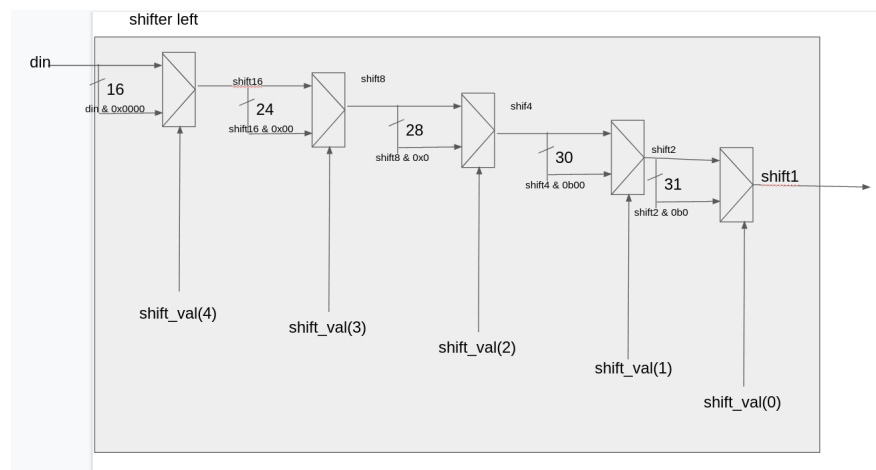 shifter left
din
16
din & 0x0000
shift16
24
shift16 & 0x00
shift8
28
shift8 & 0x0
shif4
30
shift4 & 0b00
shift2
31
shift2 & 0b0
shift1
shift_val(4)
shift_val(3)
shift_val(2)
shift_val(1)
shift_val(0)